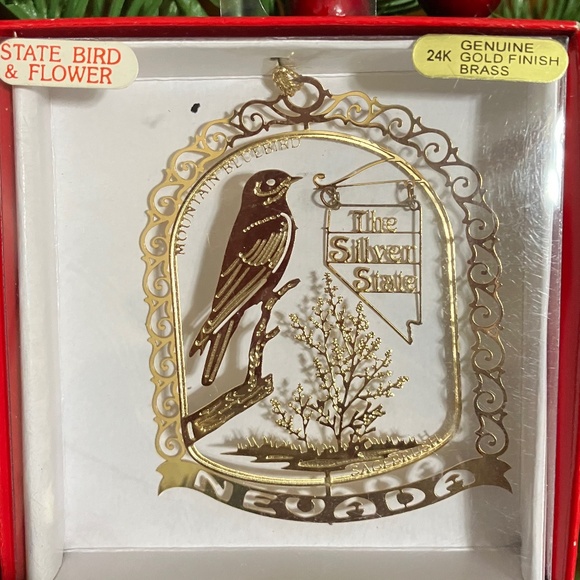 STATE BIRD
& FLOWER
24K GENUINE
GOLD FINISH
BRASS
MOUNTAIN BLUEBIRD
The
Silver
State
SAGEBRUSH
NEVADA